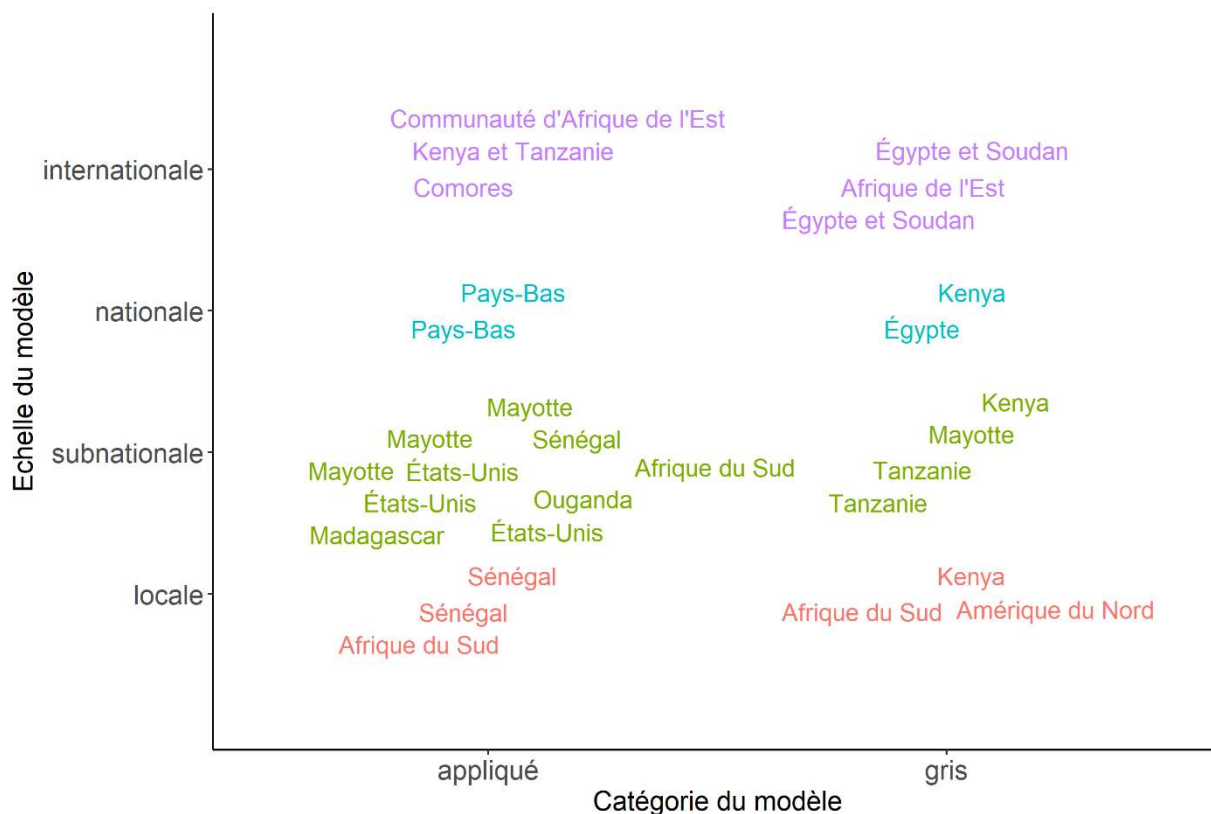 Communauté d'Afrique de l'Est
Kenya et Tanzanie
Égypte et Soudan
internationale
Comores
Afrique de l'Est
Égypte et Soudan
Pays-Bas
Kenya
nationale
Pays-Bas
Égypte
Mayotte
Kenya
Mayotte
Sénégal
Mayotte
subnationale
Mayotte
États-Unis
Afrique du Sud
Tanzanie
États-Unis
Ouganda
Tanzanie
Madagascar
États-Unis
Sénégal
Kenya
locale
Sénégal
Afrique du Sud
Amérique du Nord
Afrique du Sud
Echelle du modèle
appliqué
gris
Catégorie du modèle